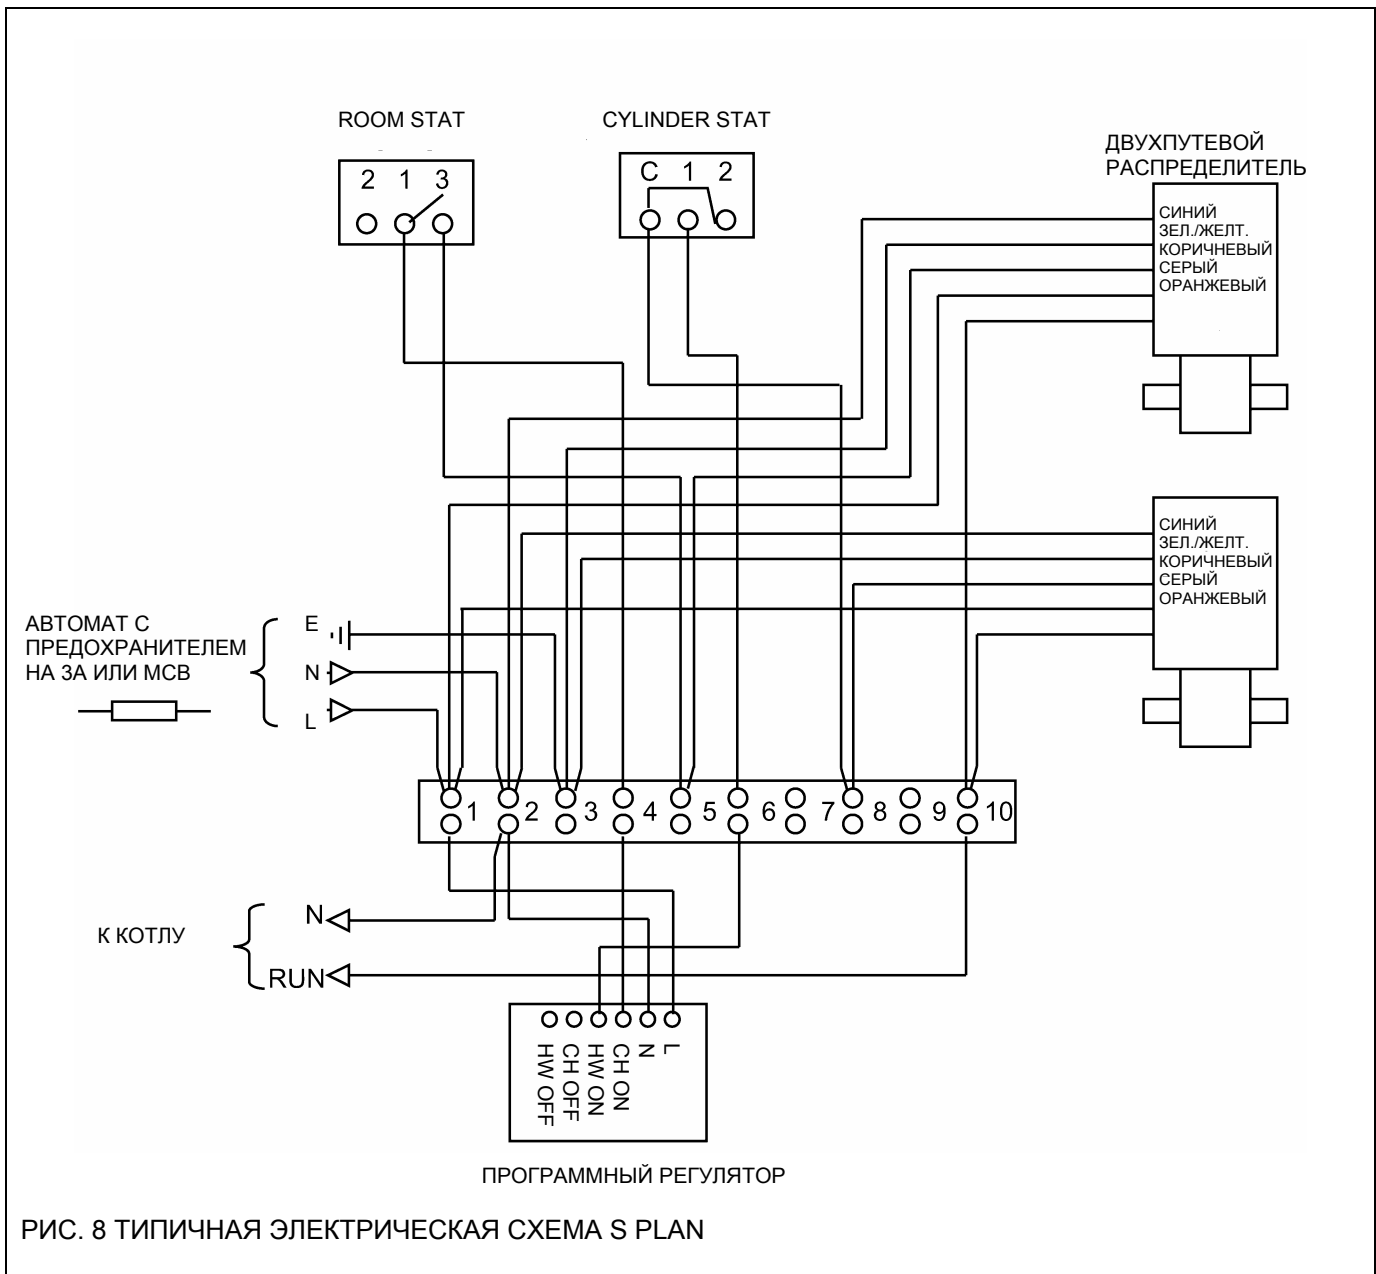 ROOM STAT
CYLINDER STAT
2 1 3
C 1 2
ДВУХПУТЕВОЙ
РАСПРЕДЕЛИТЕЛЬ
СИНИЙ
ЗЕЛ./ЖЕЛТ.
КОРИЧНЕВЫЙ
СЕРЫЙ
ОРАНЖЕВЫЙ
СИНИЙ
ЗЕЛ./ЖЕЛТ.
КОРИЧНЕВЫЙ
СЕРЫЙ
ОРАНЖЕВЫЙ
АВТОМАТ С
ПРЕДОХРАНИТЕЛЕМ
НА 3А ИЛИ МСВ
E
N
L
1 2 3 4 5 6 7 8 9 10
К КОТЛУ
N
RUN
HW OFF
CH OFF
HW ON
CH ON
N
L
ПРОГРАММНЫЙ РЕГУЛЯТОР
РИС. 8 ТИПИЧНАЯ ЭЛЕКТРИЧЕСКАЯ СХЕМА S PLAN